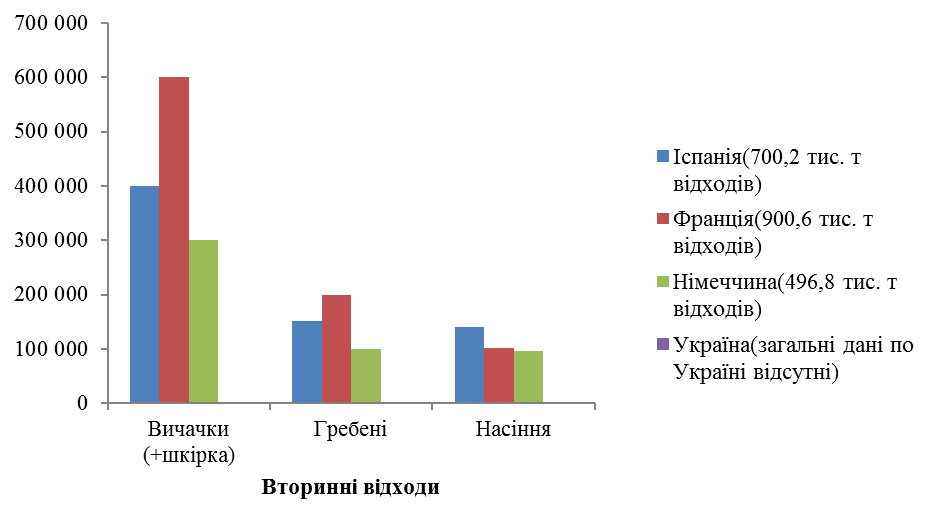 700 000
600 000
500 000
400 000
300 000
200 000
100 000
0
Вичачки
(+шкірка)
Гребені
Насіння
Вторинні відходи
Іспанія(700,2 тис. т
відходів)
Франція(900,6 тис. т
відходів)
Німеччина(496,8 тис. т
відходів)
Україна(загальні дані по
Україні відсутні)